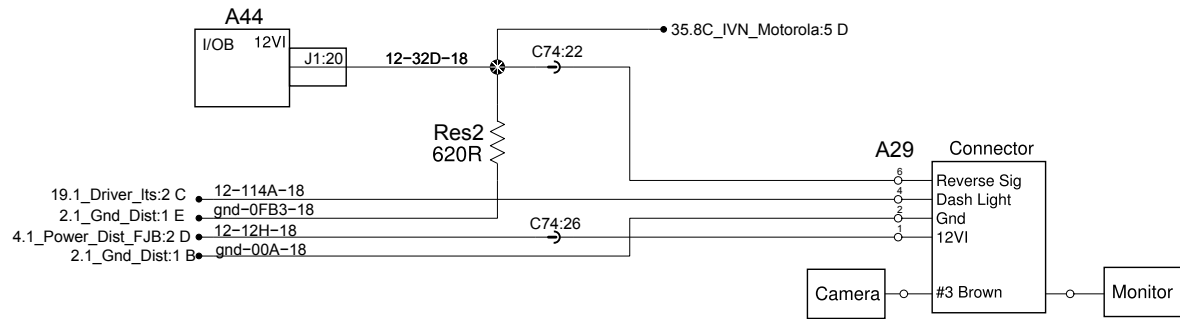 A44
I/OB 12VI
J1:20
12-32D-18
35.8C_IVN_Motorola:5 D
C74:22
Res2
620R
A29
Connector
6
Reverse Sig
19.1_Driver_lts:2 C
12-114A-18
4
Dash Light
2.1_Gnd_Dist:1 E
gnd-0FB3-18
2
Gnd
4.1_Power_Dist_FJB:2 D
12-12H-18
C74:26
1
12VI
2.1_Gnd_Dist:1 B
gnd-00A-18
Camera
#3 Brown
Monitor